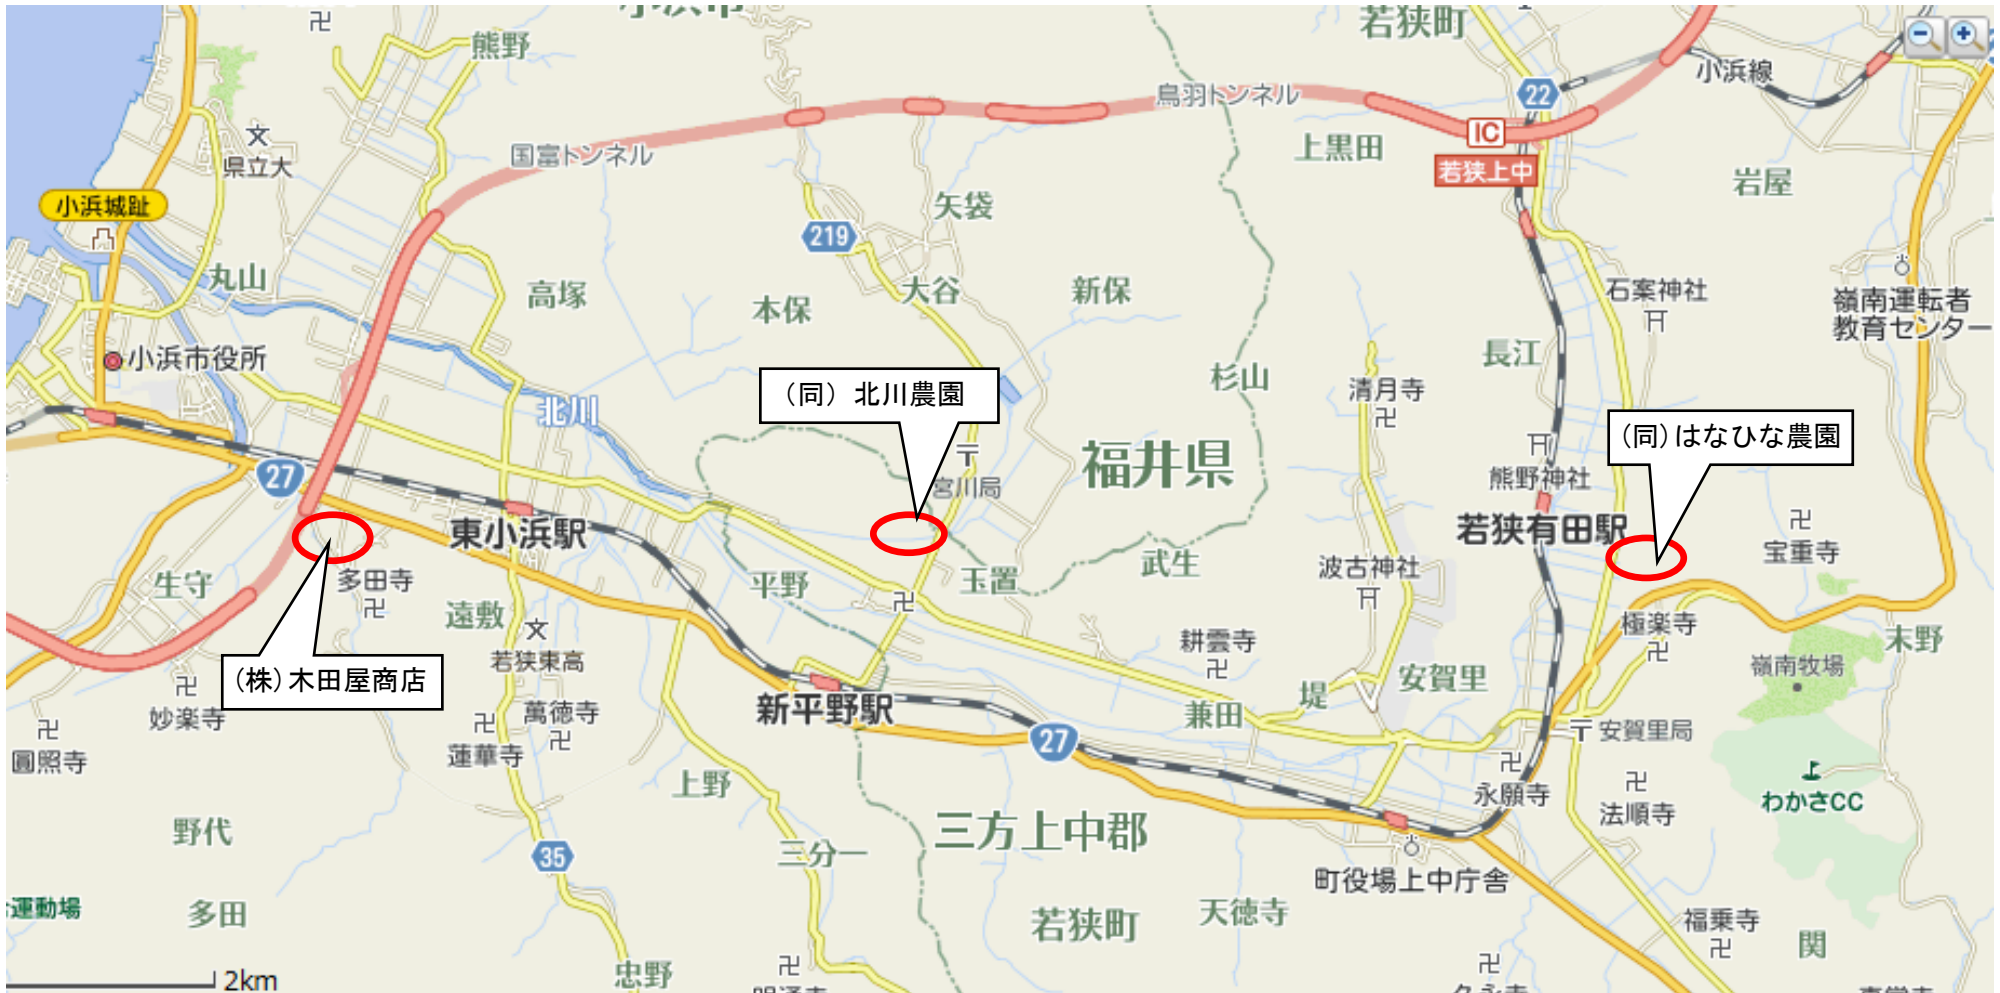 小浜市
若狭町
熊野
小浜線
22
鳥羽トンネル
IC
若狭上中
上黒田
国富トンネル
県立大
岩屋
小浜城趾
矢袋
219
丸山
高塚
本保
大谷
新保
石案神社
嶺南運転者
教育センター
小浜市役所
長江
杉山
清月寺
(同) 北川農園
北川
(同)はなひな農園
福井県
27
宮川局
熊野神社
東小浜駅
若狭有田駅
宝重寺
生守
多田寺
平野
玉置
武生
波古神社
遠敷
極楽寺
末野
若狭東高
耕雲寺
嶺南牧場
(株)木田屋商店
安賀里
堤
妙楽寺
萬徳寺
新平野駅
兼田
安賀里局
圓照寺
蓮華寺
27
上野
永願寺
法順寺
わかさCC
野代
三方上中郡
35
三分一
町役場上中庁舎
運動場
多田
若狭町
天徳寺
福乗寺
関
忠野
2km